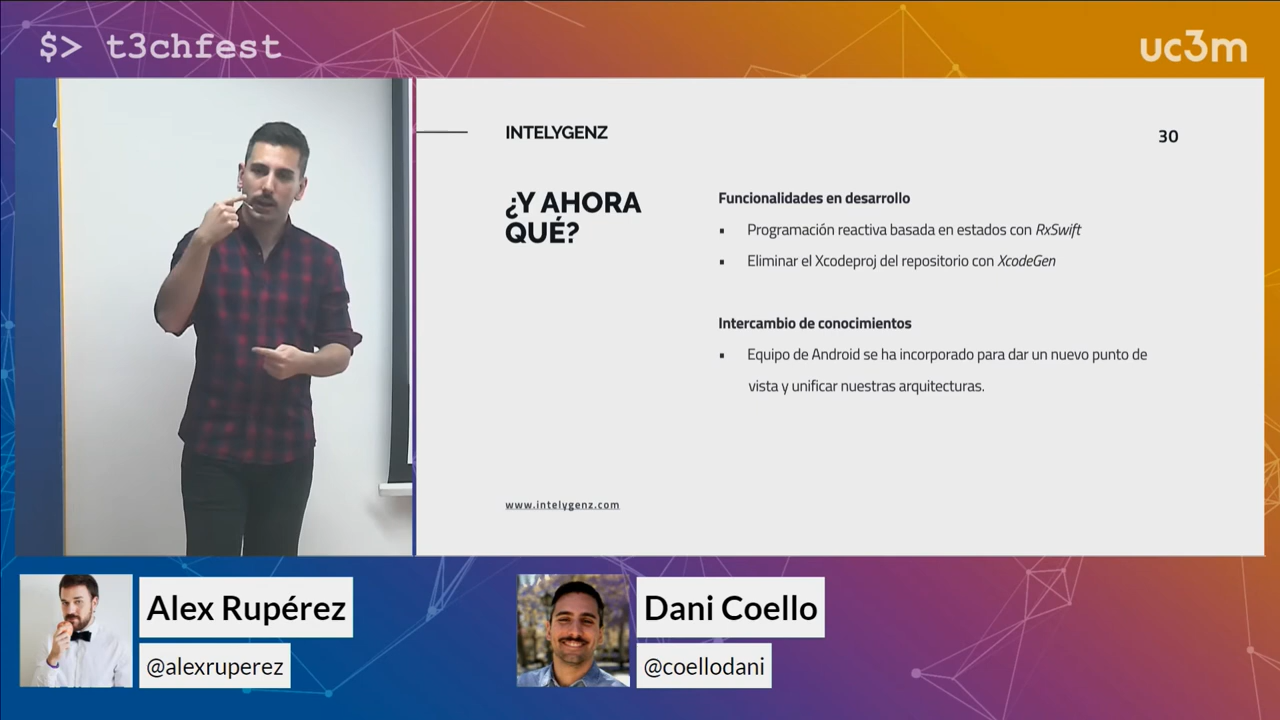 $> t3chfest
uc3m
INTELYGENZ
30
¿Y AHORA
QUÉ?
Funcionalidades en desarrollo
▪ Programación reactiva basada en estados con RxSwift
▪ Eliminar el Xcodeproj del repositorio con XcodeGen
Intercambio de conocimientos
▪ Equipo de Android se ha incorporado para dar un nuevo punto de
vista y unificar nuestras arquitecturas.
www.intelygenz.com
Alex Rupérez
@alexruperez
Dani Coello
@coellodani